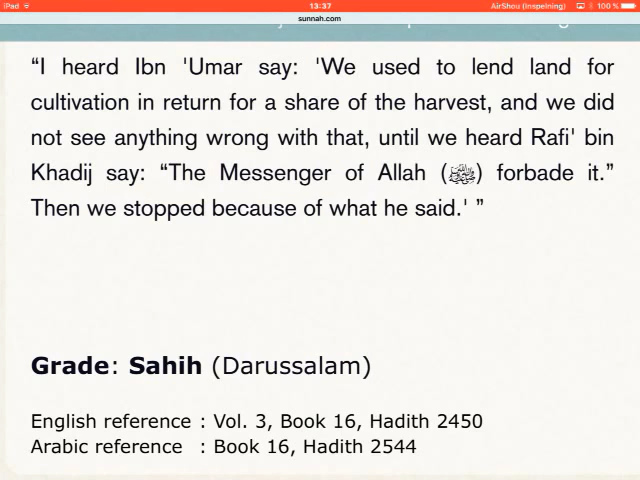 iPad 13:37 AirShou (Inspelning) 100 %
sunnah.com
“I heard Ibn 'Umar say: 'We used to lend land for
cultivation in return for a share of the harvest, and we did
not see anything wrong with that, until we heard Rafi' bin
Khadij say: “The Messenger of Allah (ﷺ) forbade it.”
Then we stopped because of what he said.' ”
Grade: Sahih (Darussalam)
English reference : Vol. 3, Book 16, Hadith 2450
Arabic reference : Book 16, Hadith 2544